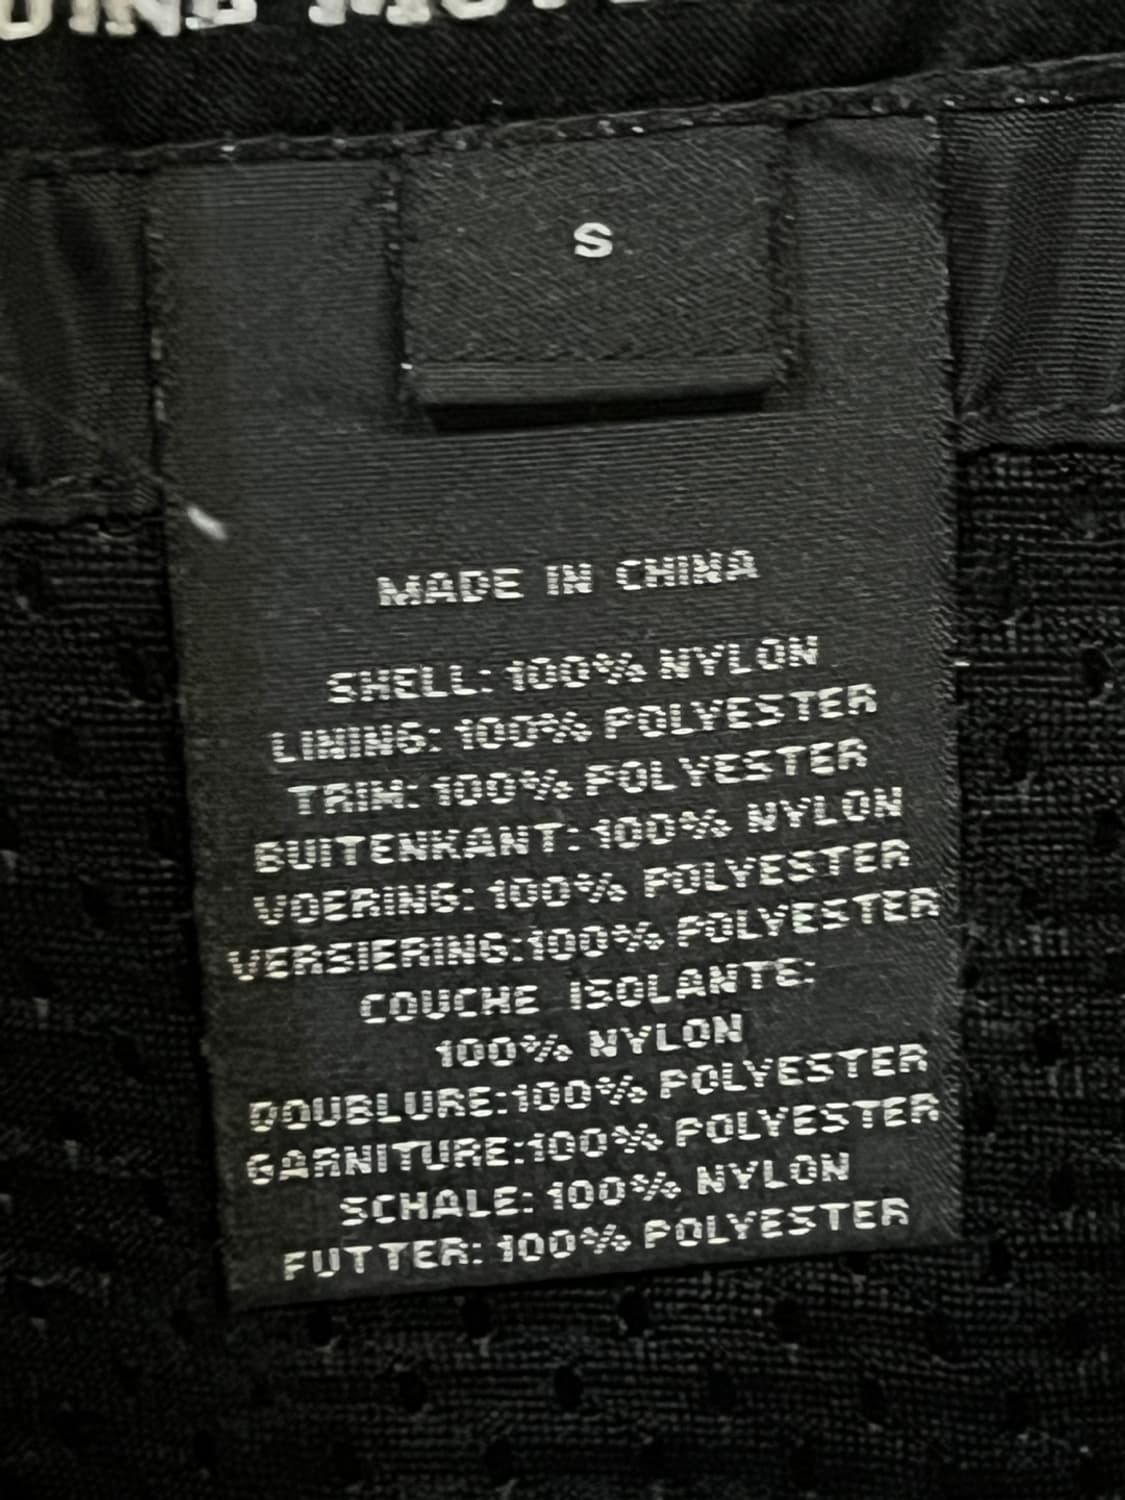 S
MADE IN CHINA
SHELL: 100% NYLON
LINING: 100% POLYESTER
TRIM: 100% POLYESTER
BUITENKANT: 100% NYLON
VOERING: 100% POLYESTER
VERSIERING:100% POLYESTER
COUCHE ISOLANTE:
100% NYLON
DOUBLURE:100% POLYESTER
GARNITURE:100% POLYESTER
SCHALE: 100% NYLON
FUTTER: 100% POLYESTER